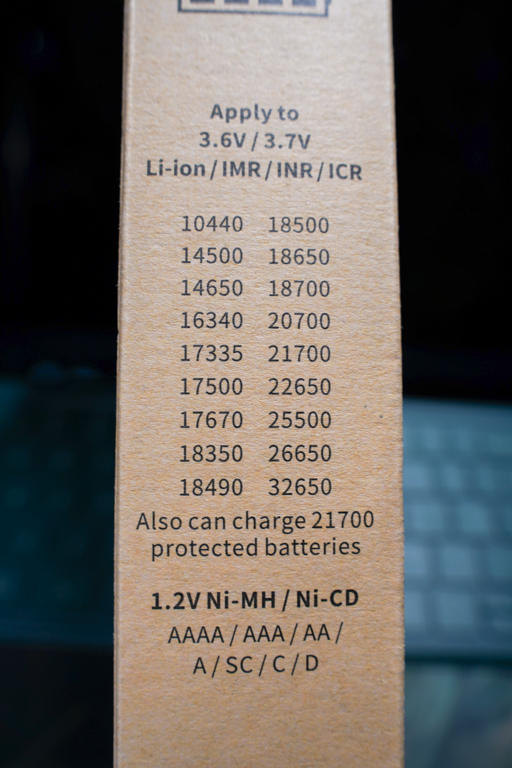 Apply to
3.6V / 3.7V
Li-ion / IMR / INR / ICR
10440 18500
14500 18650
14650 18700
16340 20700
17335 21700
17500 22650
17670 25500
18350 26650
18490 32650
Also can charge 21700
protected batteries
1.2V Ni-MH / Ni-CD
AAAA / AAA / AA /
A / SC / C / D